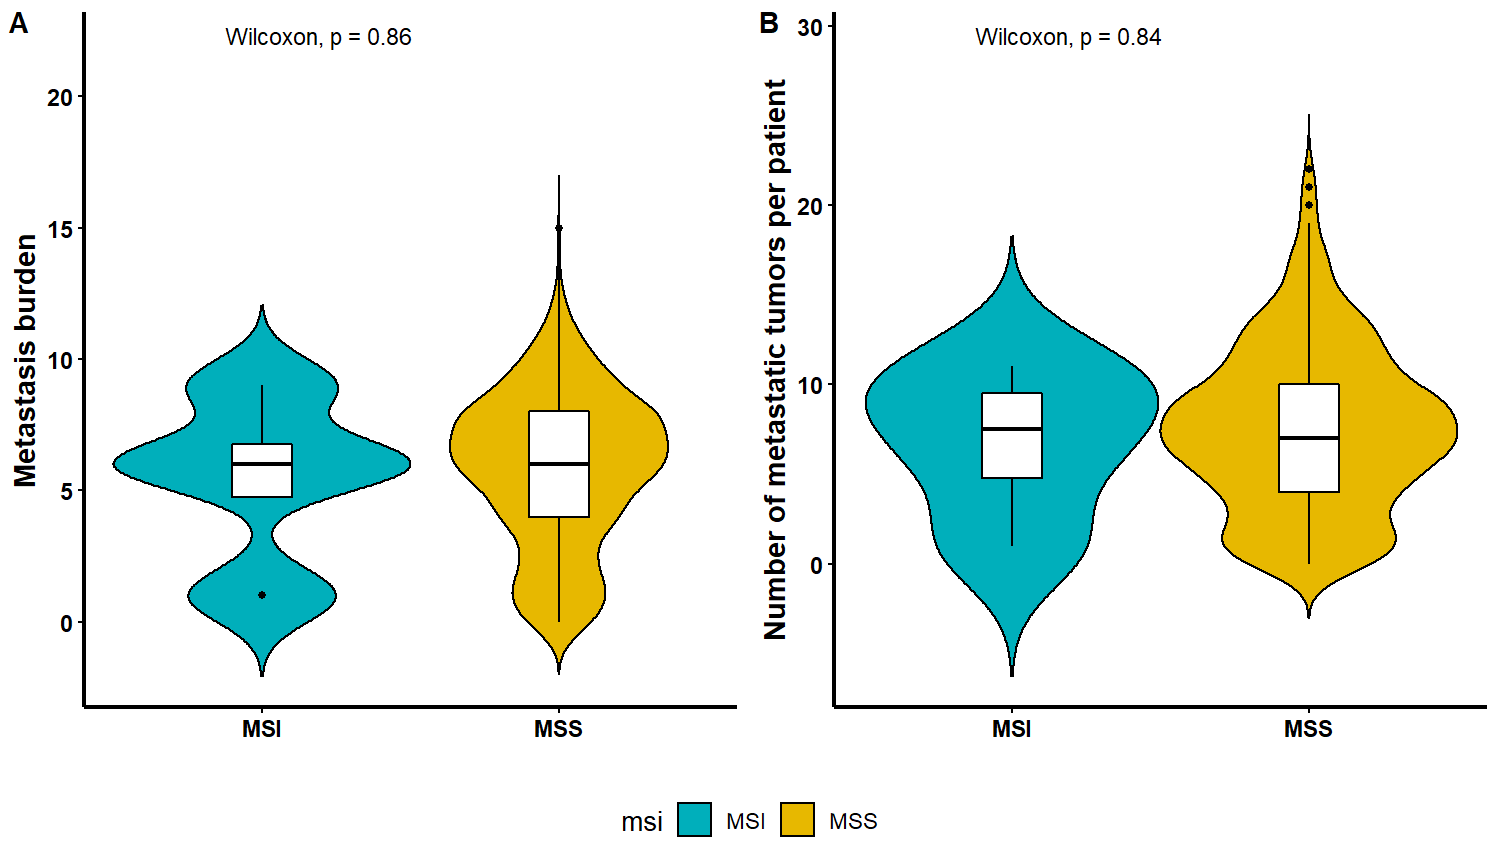 A
Wilcoxon, p = 0.86
Metastasis burden
20
15
10
5
0
MSI
MSS
B
Wilcoxon, p = 0.84
Number of metastatic tumors per patient
30
20
10
0
MSI
MSS
msi MSI MSS